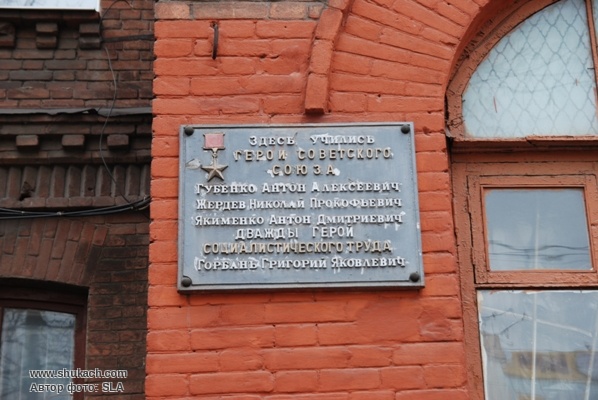 Здесь учились
Герои Советского
Союза
Губенко Антон Алексеевич
Жердев Николай Прокофьевич
Якименко Антон Дмитриевич
Дважды Герой
Социалистического Труда
Горбань Григорий Яковлевич
www.shukach.com
Автор фото: SLA